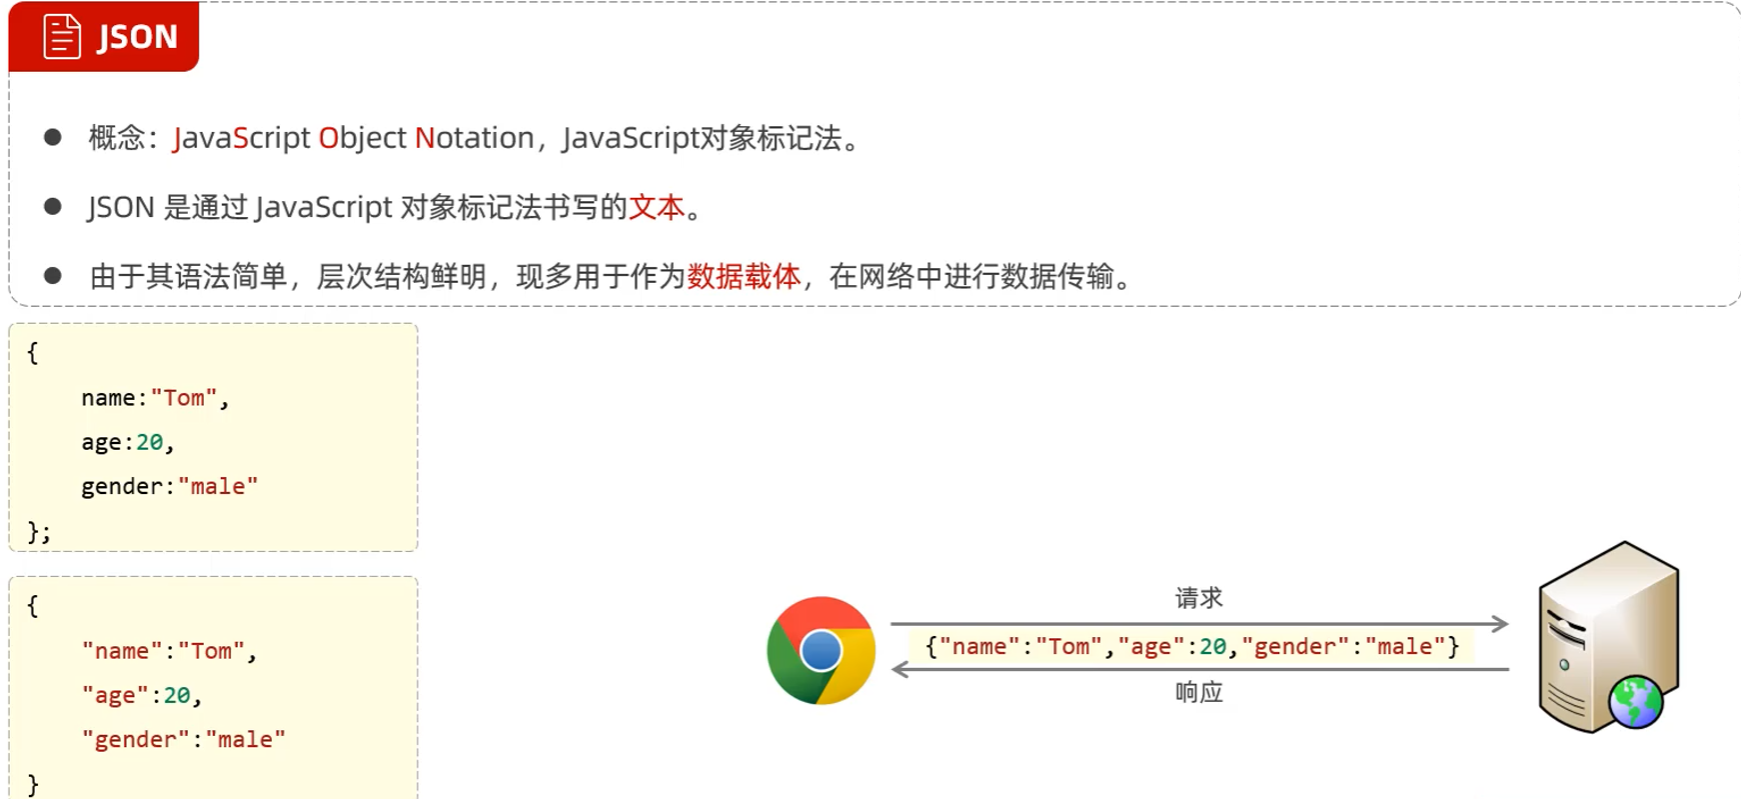 JSON
概念：JavaScript Object Notation，JavaScript对象标记法。
JSON 是通过 JavaScript 对象标记法书写的文本。
由于其语法简单，层次结构鲜明，现多用于作为数据载体，在网络中进行数据传输。
{
name:"Tom",
age:20,
gender:"male"
};
{
"name":"Tom",
"age":20,
"gender":"male"
}
请求
{"name":"Tom","age":20,"gender":"male"}
响应